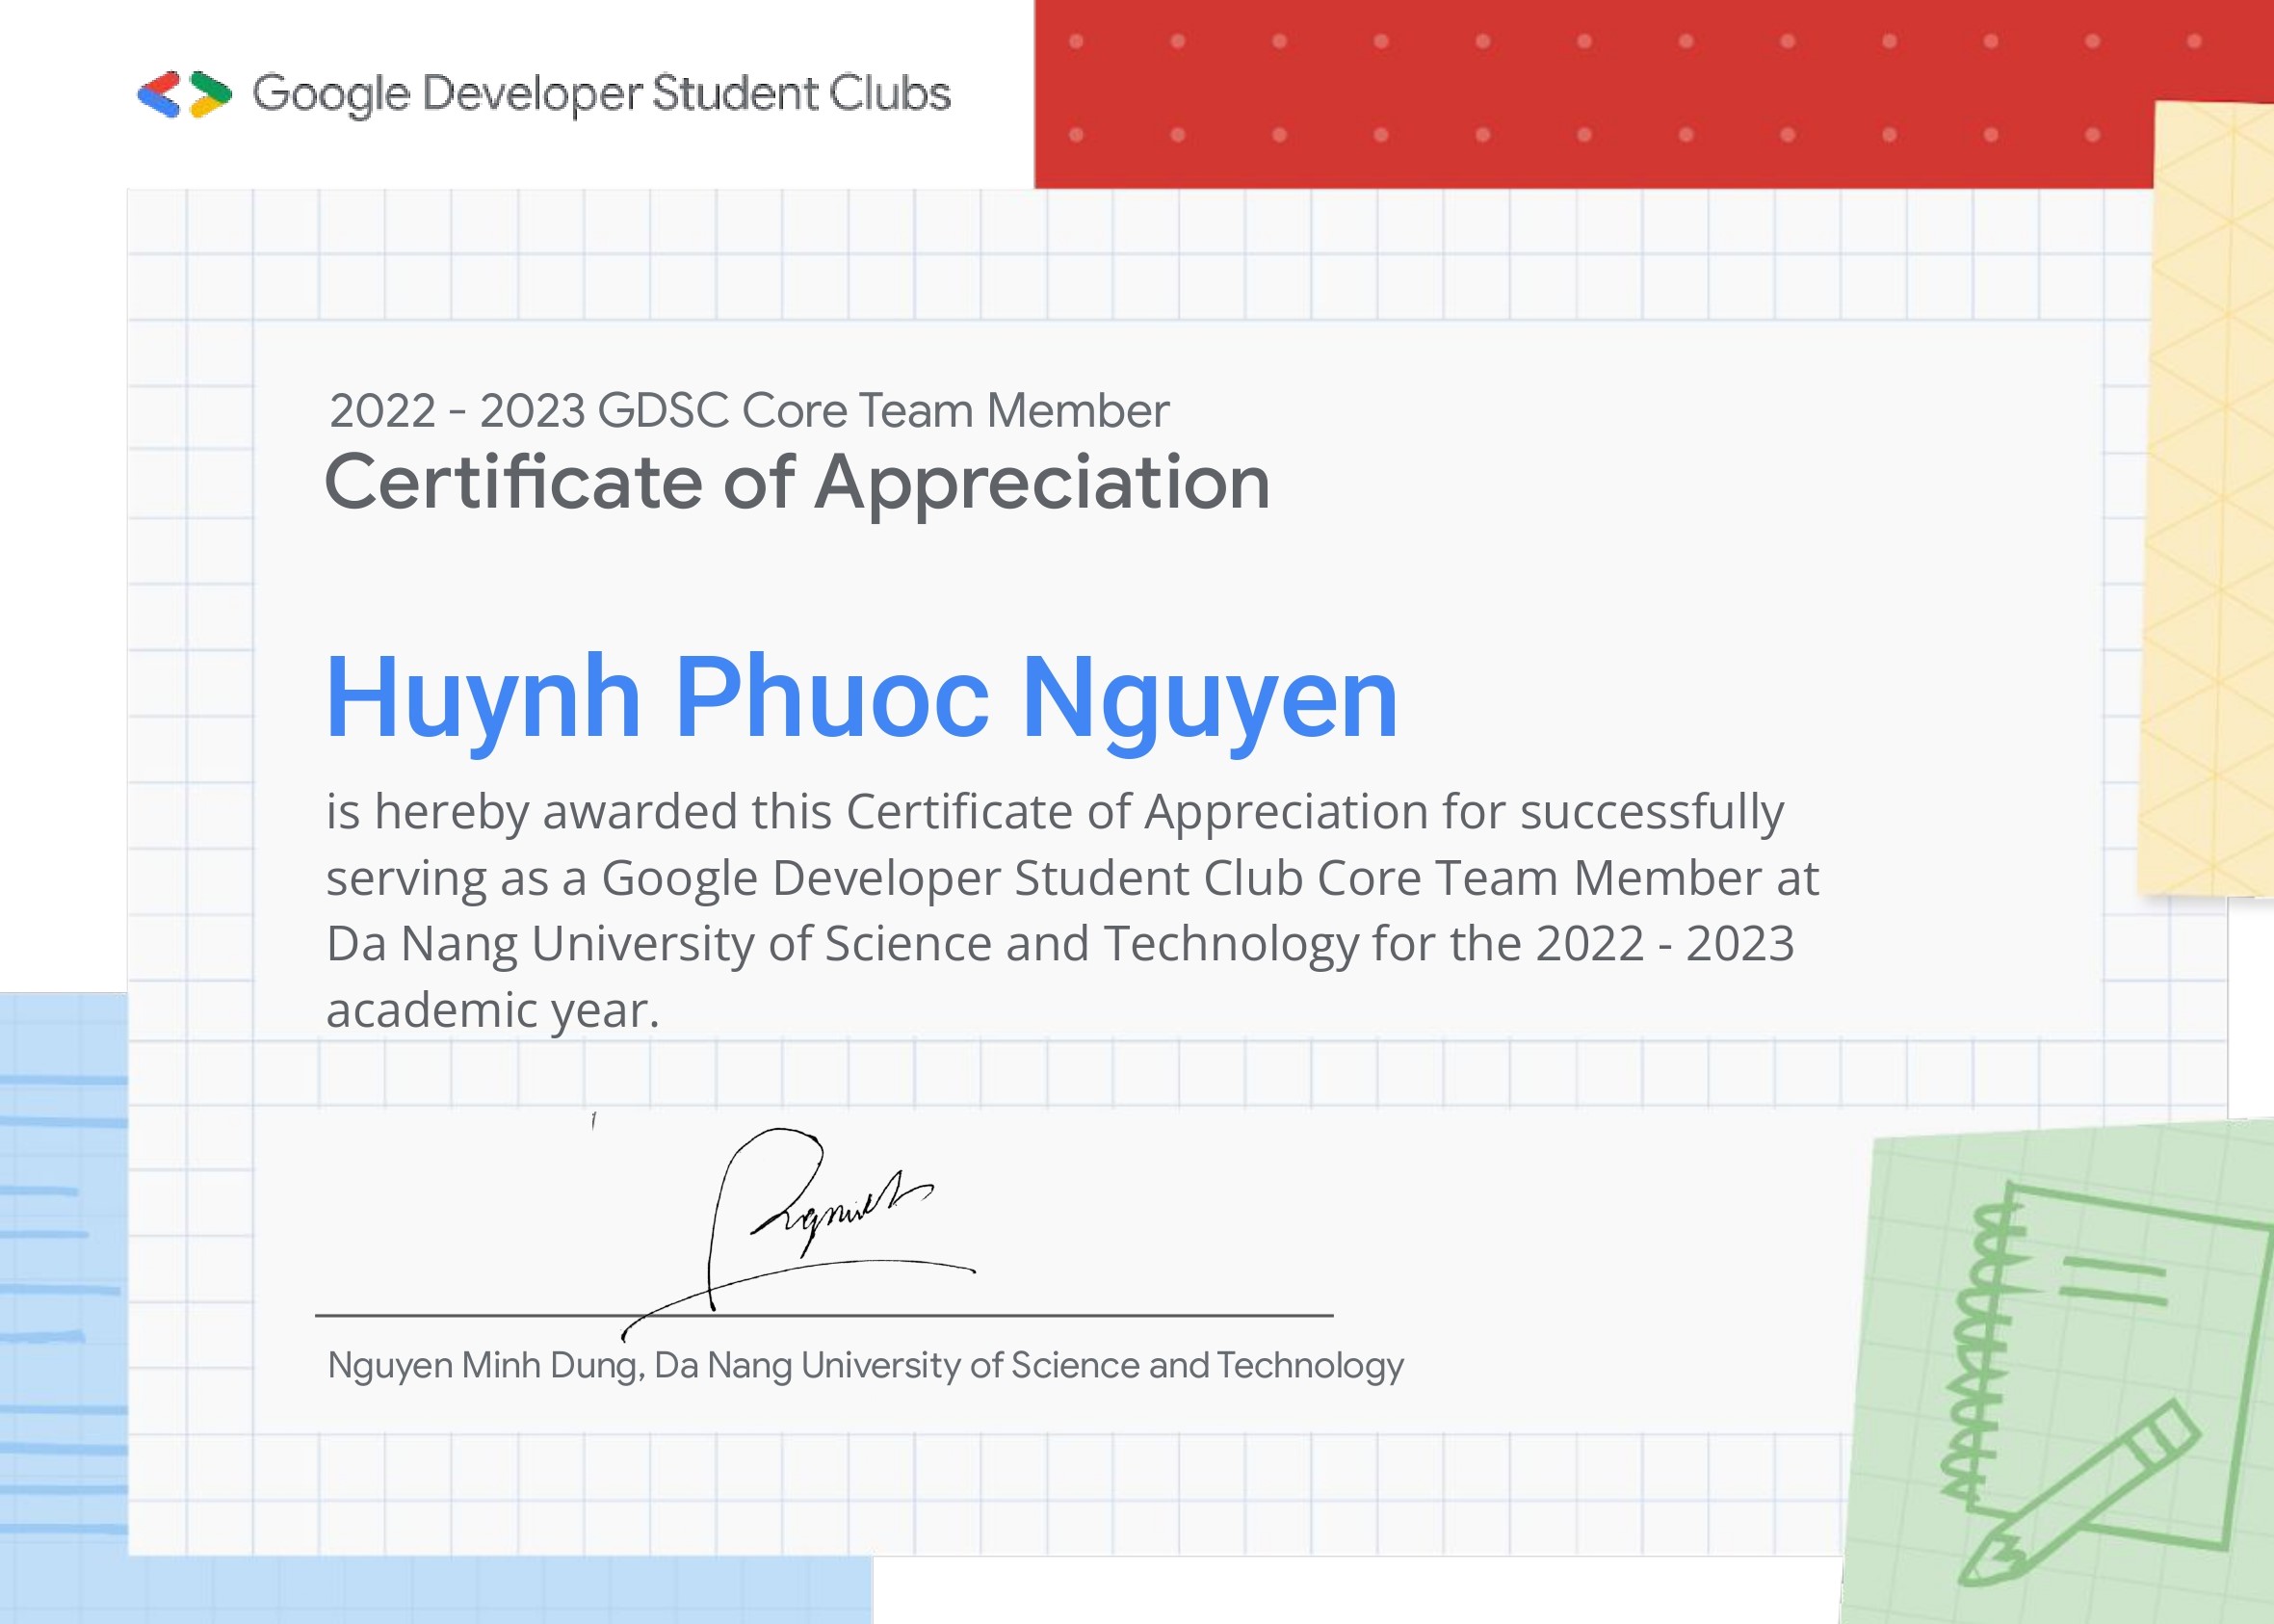 Google Developer Student Clubs
2022 - 2023 GDSC Core Team Member
Certificate of Appreciation
Huynh Phuoc Nguyen
is hereby awarded this Certificate of Appreciation for successfully
serving as a Google Developer Student Club Core Team Member at
Da Nang University of Science and Technology for the 2022 - 2023
academic year.
Nguyen Minh Dung, Da Nang University of Science and Technology